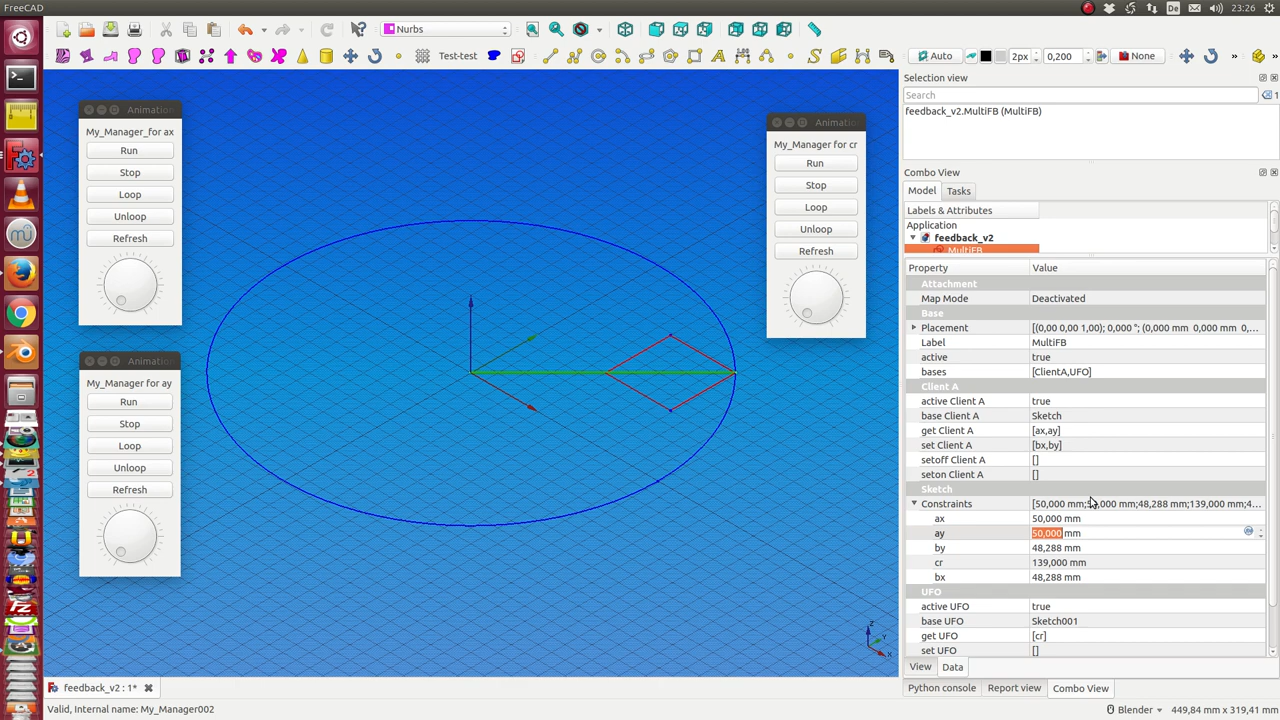 FreeCAD
De
23:26
Nurbs
Test-test
Auto
2px
0,200
None
Selection view
Search
1
feedback_v2.MultiFB (MultiFB)
Combo View
Model
Tasks
Labels & Attributes
Application
feedback_v2
MultiFB
Property
Value
Attachment
Map Mode
Deactivated
Base
Placement
[(0,00 0,00 1,00); 0,000 °; (0,000 mm 0,000 mm 0,...
Label
MultiFB
active
true
bases
[ClientA,UFO]
Client A
active Client A
true
base Client A
Sketch
get Client A
[ax,ay]
set Client A
[bx,by]
setoff Client A
[]
seton Client A
[]
Sketch
Constraints
ax
50,000 mm
ay
50,000 mm
by
48,288 mm
cr
139,000 mm
bx
48,288 mm
UFO
active UFO
true
base UFO
Sketch001
get UFO
[cr]
set UFO
[]
View
Data
Python console
Report view
Combo View
Animation
My_Manager_for ax
Run
Stop
Loop
Unloop
Refresh
Animation
My_Manager for ay
Run
Stop
Loop
Unloop
Refresh
My_Manager for cr
Run
Stop
Loop
Unloop
Refresh
Z
Y
X
feedback_v2 : 1*
Valid, Internal name: My_Manager002
Blender
449,84 mm x 319,41 mm